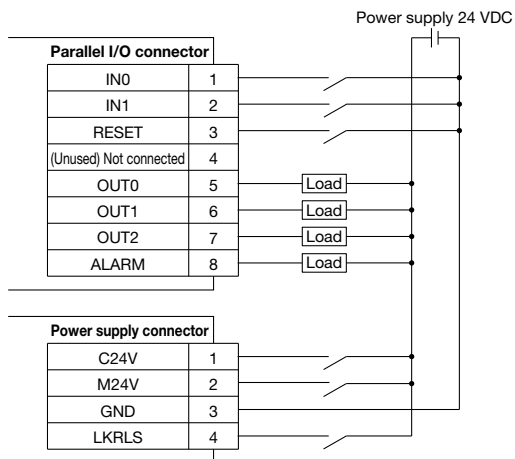 Power supply 24 VDC
Parallel I/O connector
IN0 1
IN1 2
RESET 3
(Unused) Not connected 4
OUT0 5 Load
OUT1 6 Load
OUT2 7 Load
ALARM 8 Load
Power supply connector
C24V 1
M24V 2
GND 3
LKRLS 4